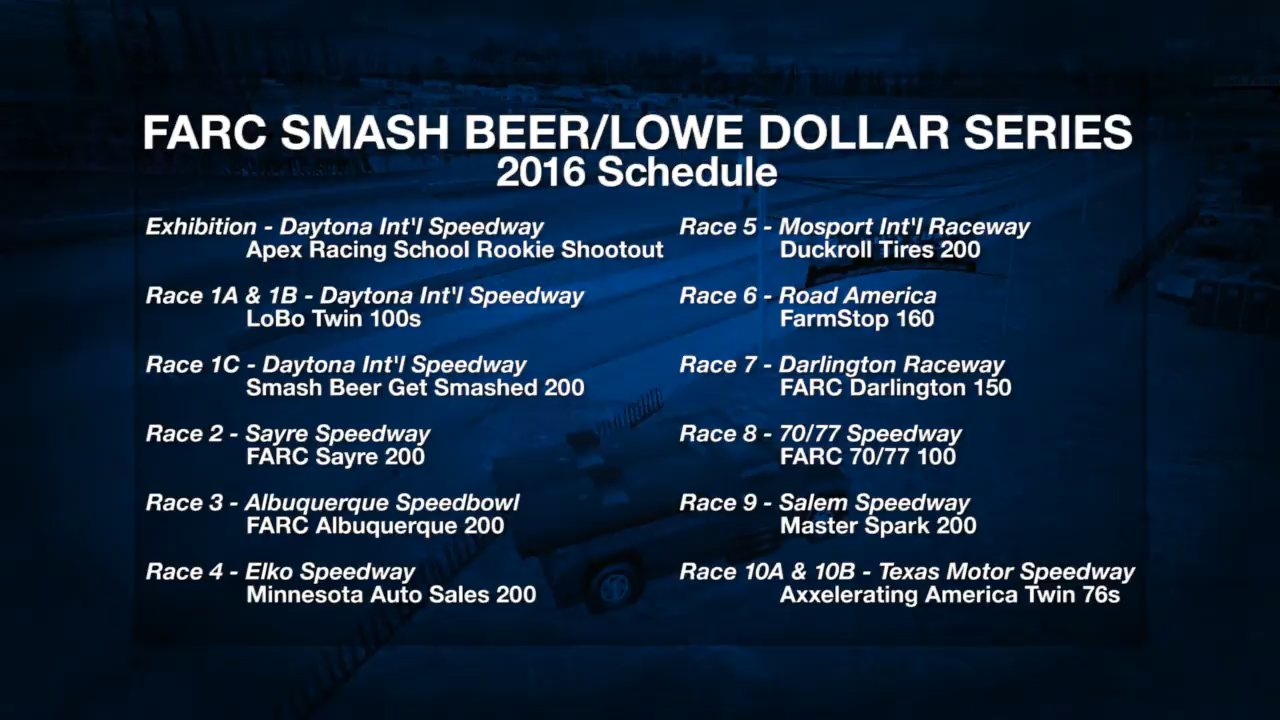 FARC SMASH BEER/LOWE DOLLAR SERIES
2016 Schedule
Exhibition - Daytona Int'l Speedway
Apex Racing School Rookie Shootout
Race 1A & 1B - Daytona Int'l Speedway
LoBo Twin 100s
Race 1C - Daytona Int'l Speedway
Smash Beer Get Smashed 200
Race 2 - Sayre Speedway
FARC Sayre 200
Race 3 - Albuquerque Speedbowl
FARC Albuquerque 200
Race 4 - Elko Speedway
Minnesota Auto Sales 200
Race 5 - Mosport Int'l Raceway
Duckroll Tires 200
Race 6 - Road America
FarmStop 160
Race 7 - Darlington Raceway
FARC Darlington 150
Race 8 - 70/77 Speedway
FARC 70/77 100
Race 9 - Salem Speedway
Master Spark 200
Race 10A & 10B - Texas Motor Speedway
Axxelerating America Twin 76s